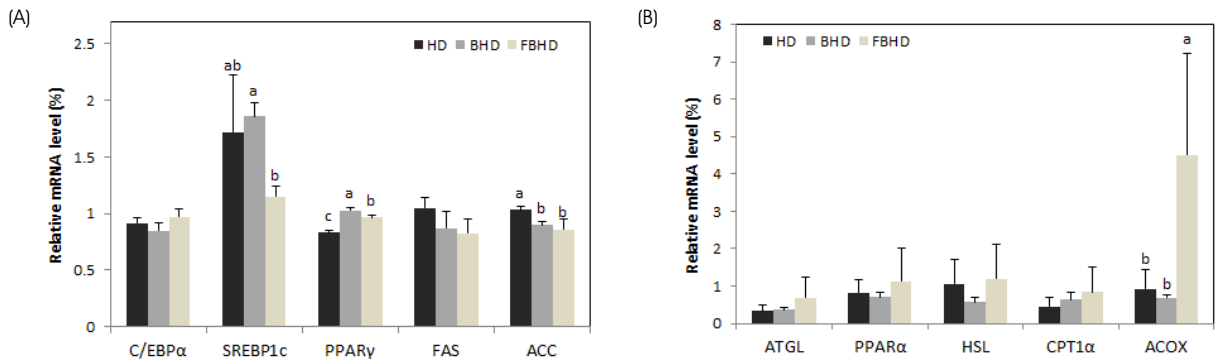 (A)
Relative mRNA level (%)
2.5
2
1.5
1
0.5
0
HD BHD FBHD
ab
a
b
c
a
b
a
b
b
C/EBPα SREBP1c PPARγ FAS ACC
(B)
Relative mRNA level (%)
8
7
6
5
4
3
2
1
0
HD BHD FBHD
a
b
b
ATGL PPARα HSL CPT1α ACOX